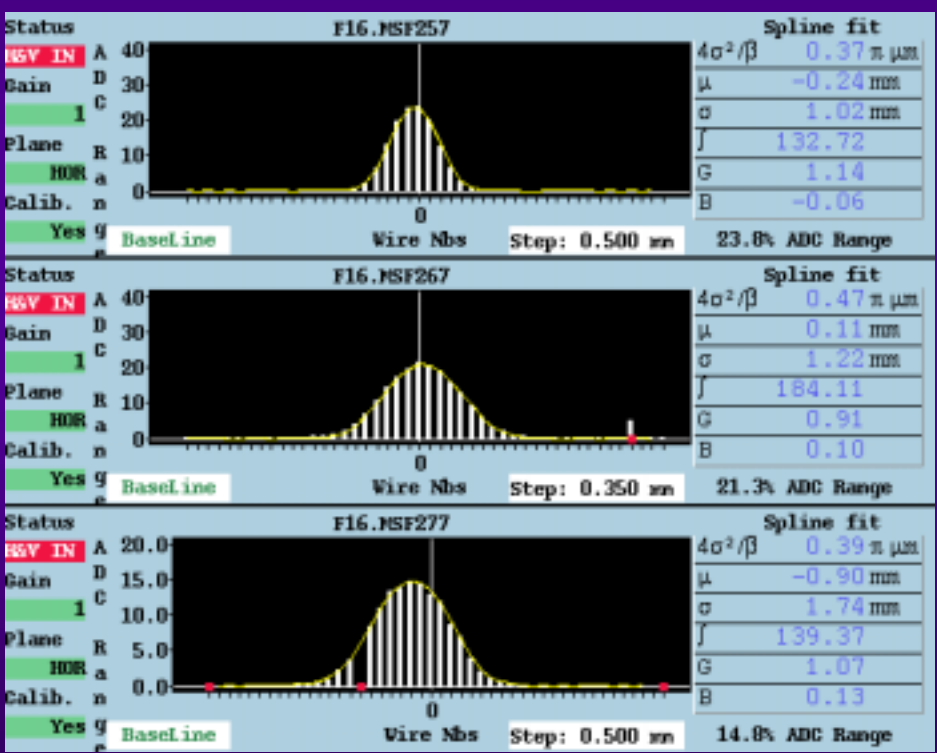 Status F16.MSF257 Spline fit
H&V IN 4σ²/β 0.37 π μm
Gain μ -0.24 mm
1 σ 1.02 mm
Plane ∫ 132.72
HOR G 1.14
Calib. B -0.06
Yes BaseLine Wire Nbs Step: 0.500 mm 23.8% ADC Range
ADC Range
40
30
20
10
0
0
Status F16.MSF267 Spline fit
H&V IN 4σ²/β 0.47 π μm
Gain μ 0.11 mm
1 σ 1.22 mm
Plane ∫ 184.11
HOR G 0.91
Calib. B 0.10
Yes BaseLine Wire Nbs Step: 0.350 mm 21.3% ADC Range
ADC Range
40
30
20
10
0
0
Status F16.MSF277 Spline fit
H&V IN 4σ²/β 0.39 π μm
Gain μ -0.90 mm
1 σ 1.74 mm
Plane ∫ 139.37
HOR G 1.07
Calib. B 0.13
Yes BaseLine Wire Nbs Step: 0.500 mm 14.8% ADC Range
ADC Range
20.0
15.0
10.0
5.0
0.0
0